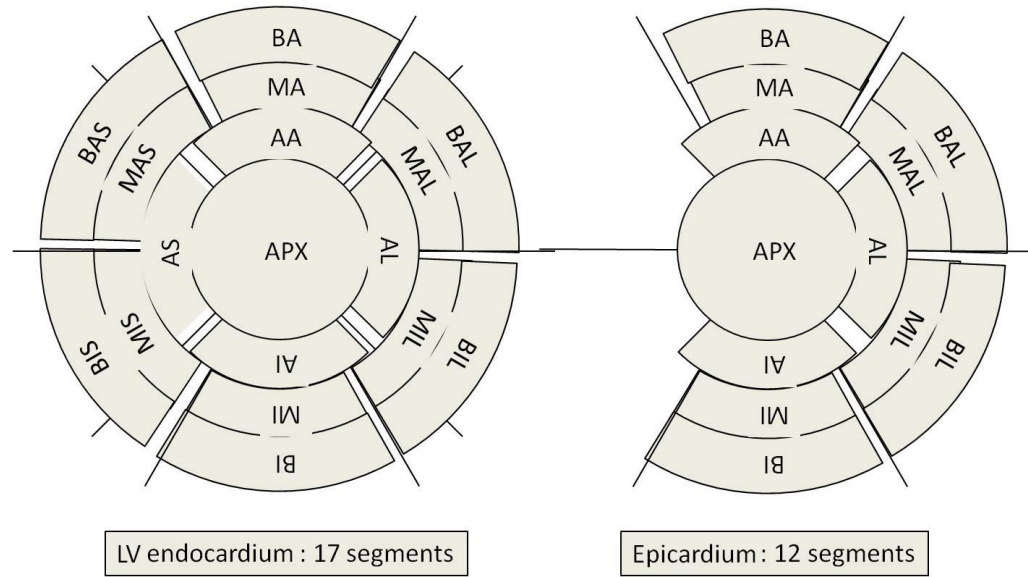 BA
MA
AA
BAS
MAS
BAL
MAL
AS
APX
AL
BIS
MIS
MIL
BIL
AI
MI
BI
LV endocardium : 17 segments
BA
MA
AA
BAL
MAL
APX
AL
MIL
BIL
AI
MI
BI
Epicardium : 12 segments